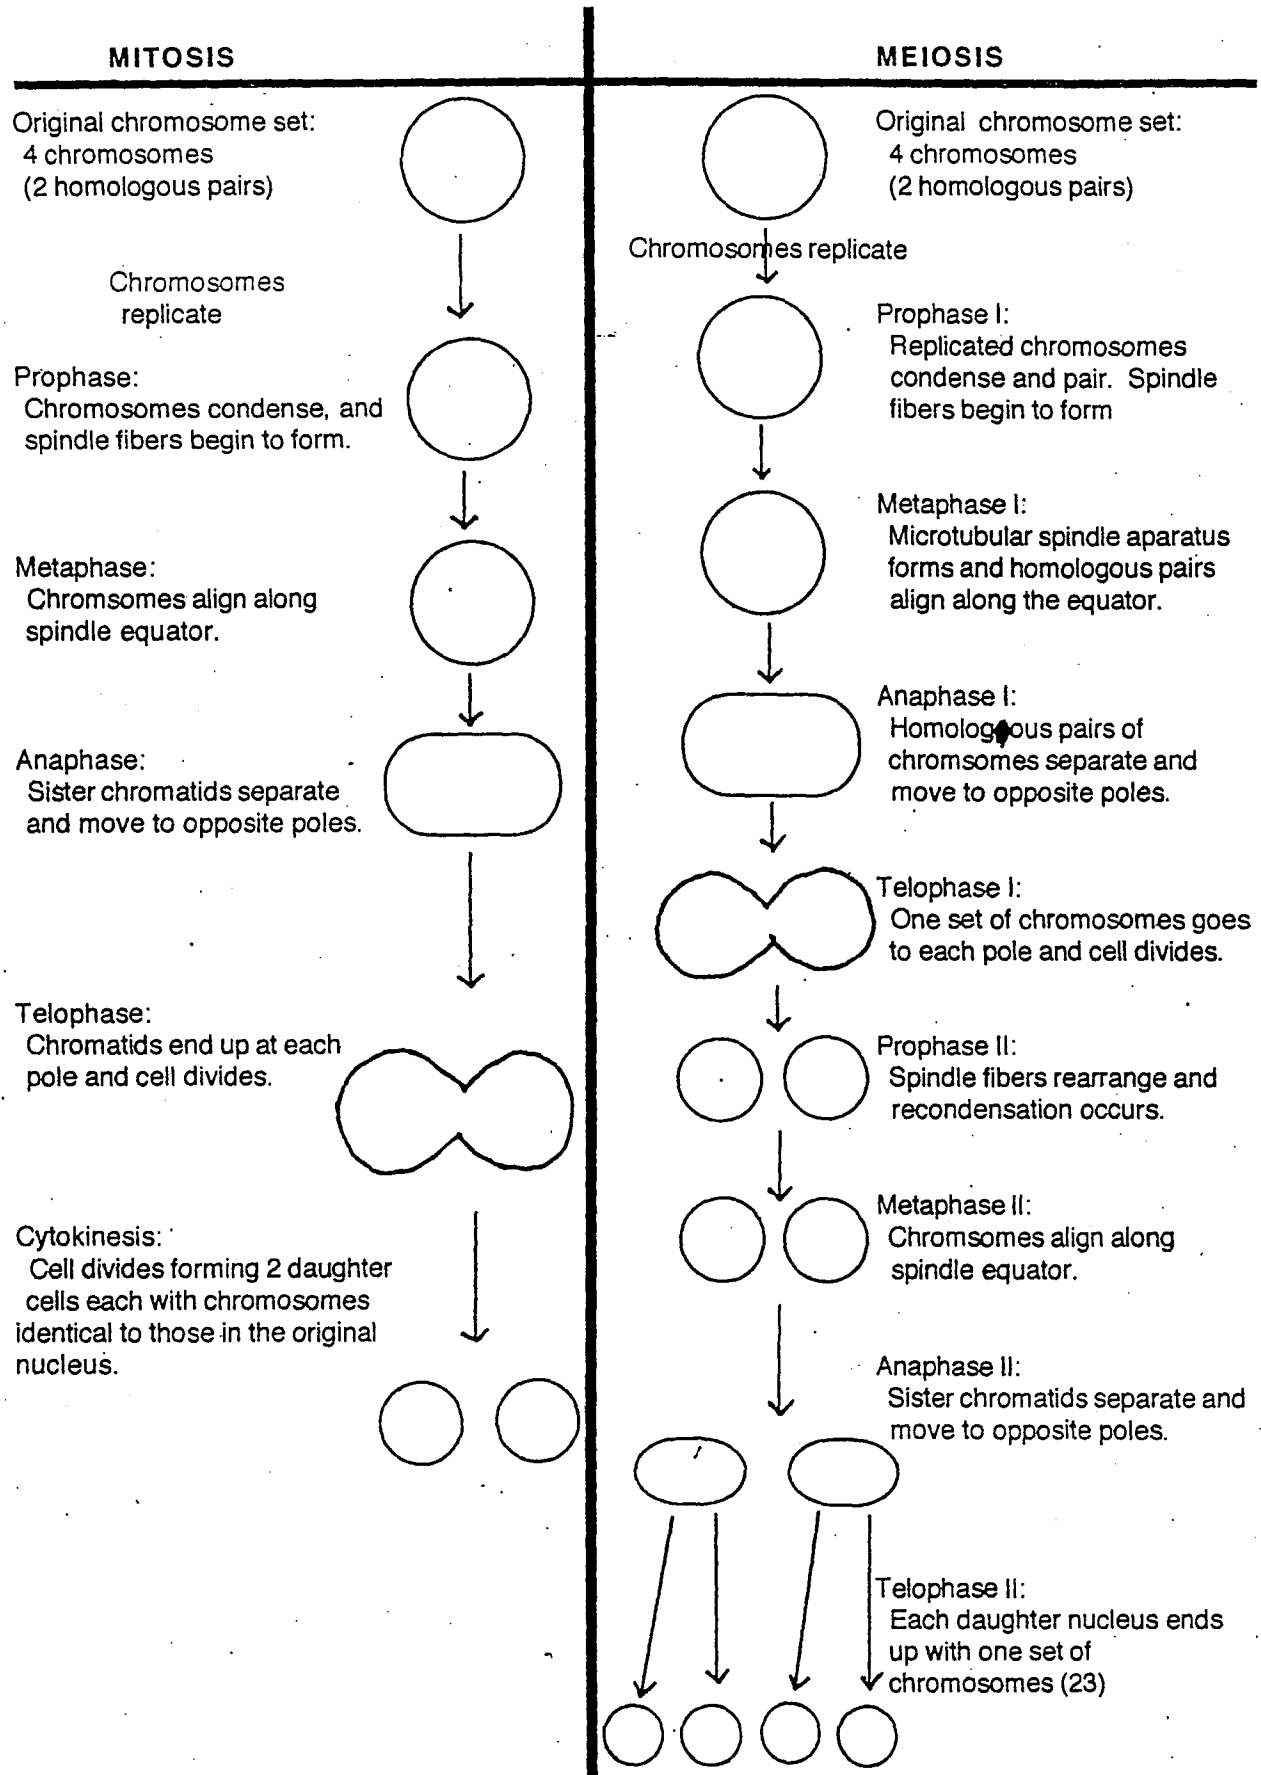 MITOSIS
Original chromosome set:
4 chromosomes
(2 homologous pairs)
Chromosomes
replicate
Prophase:
Chromosomes condense, and
spindle fibers begin to form.
Metaphase:
Chromsomes align along
spindle equator.
Anaphase:
Sister chromatids separate
and move to opposite poles.
Telophase:
Chromatids end up at each
pole and cell divides.
Cytokinesis:
Cell divides forming 2 daughter
cells each with chromosomes
identical to those in the original
nucleus.
MEIOSIS
Original chromosome set:
4 chromosomes
(2 homologous pairs)
Chromosomes replicate
Prophase I:
Replicated chromosomes
condense and pair. Spindle
fibers begin to form
Metaphase I:
Microtubular spindle aparatus
forms and homologous pairs
align along the equator.
Anaphase I:
Homologous pairs of
chromsomes separate and
move to opposite poles.
Telophase I:
One set of chromosomes goes
to each pole and cell divides.
Prophase II:
Spindle fibers rearrange and
recondensation occurs.
Metaphase II:
Chromsomes align along
spindle equator.
Anaphase II:
Sister chromatids separate and
move to opposite poles.
Telophase II:
Each daughter nucleus ends
up with one set of
chromosomes (23)